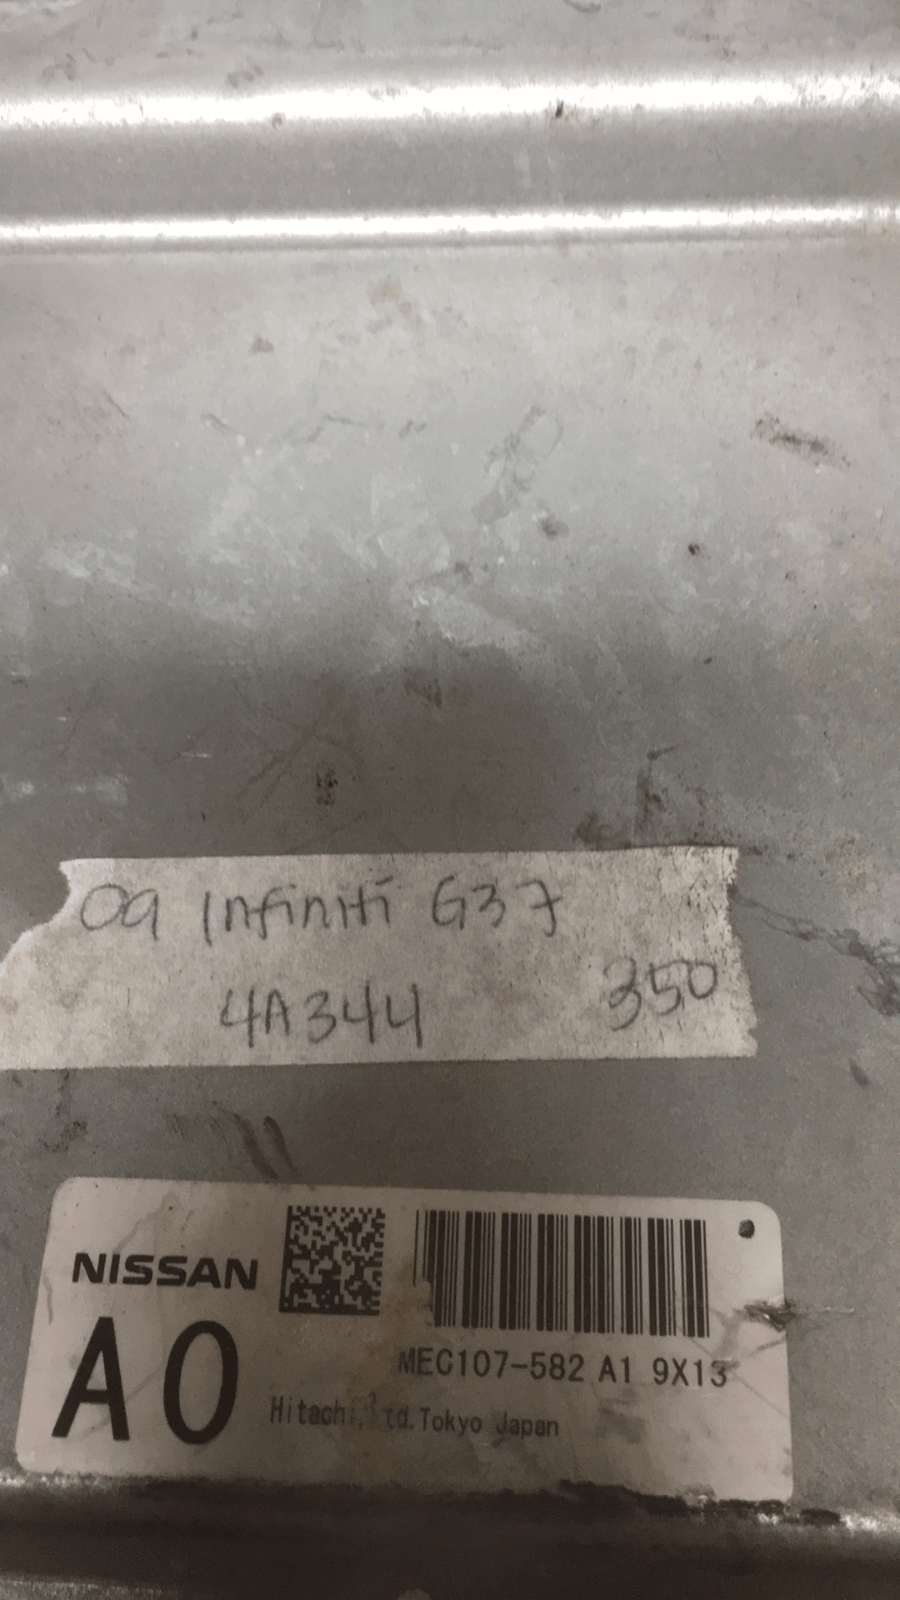 09 Infiniti G37
4A344 350
NISSAN
A0
MEC107-582 A1 9X13
Hitachi, Ltd. Tokyo Japan